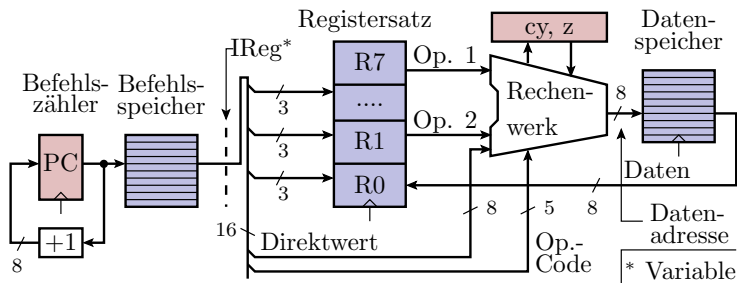 Registersatz
cy, z
Daten-
speicher
IReg*
Befehls-
zähler
Befehls-
speicher
R7
Op. 1
....
Rechen-
werk
8
3
R1
Op. 2
3
PC
R0
3
Daten
8
5
8
+1
8
16
Direktwert
Op.-
Code
Daten-
adresse
* Variable